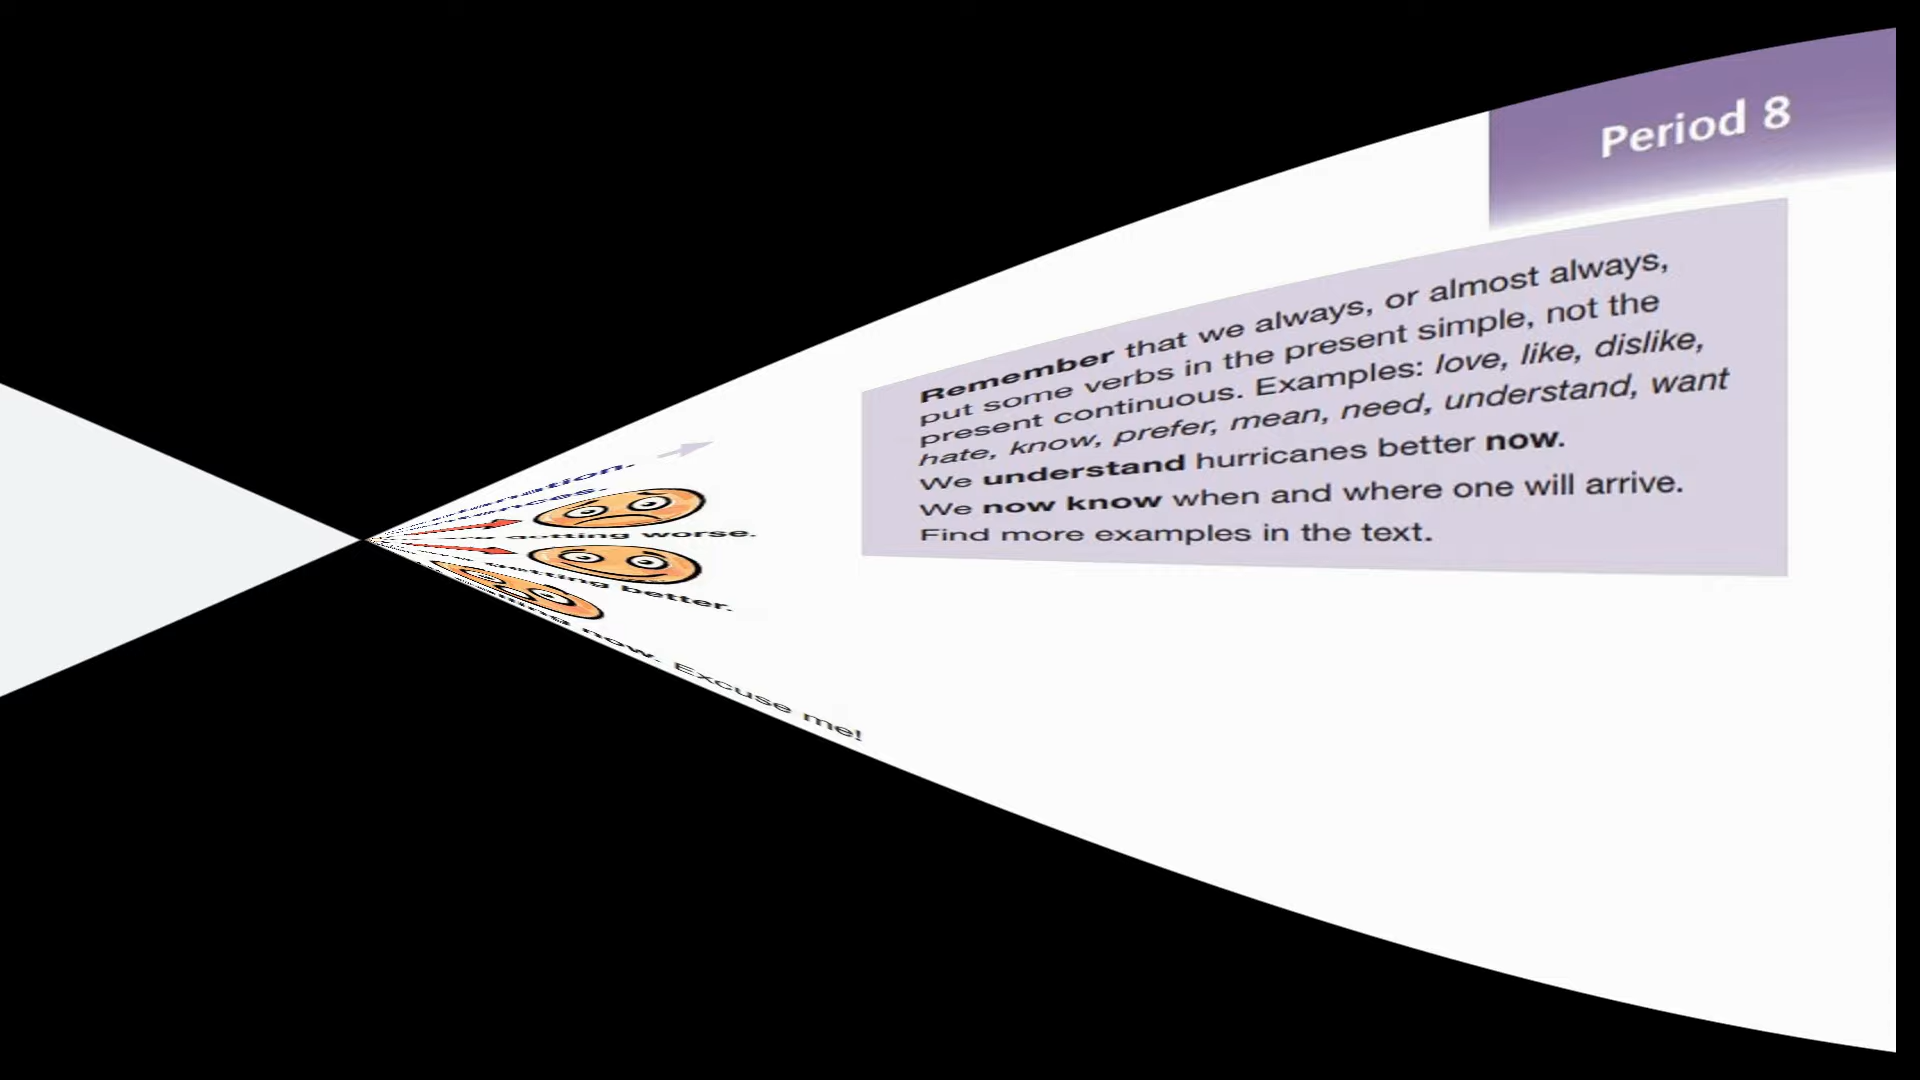 Period 8
Remember that we always, or almost always,
put some verbs in the present simple, not the
present continuous. Examples: love, like, dislike,
hate, know, prefer, mean, need, understand, want
We understand hurricanes better now.
We now know when and where one will arrive.
Find more examples in the text.
getting worse.
getting better.
now. Excuse me!